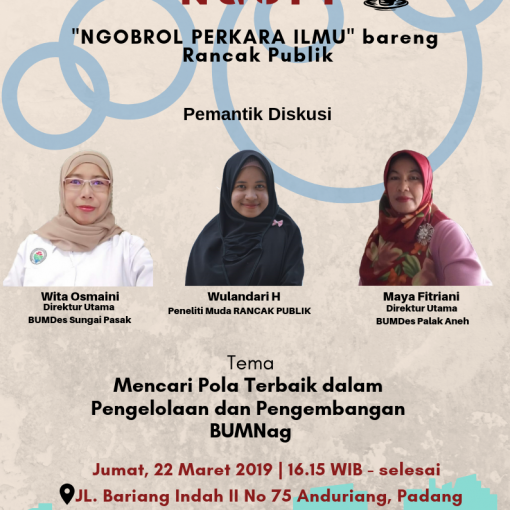 "NGOBROL PERKARA ILMU" bareng
Rancak Publik
Pemantik Diskusi
Wita Osmaini
Direktur Utama
BUMDes Sungai Pasak
Wulandari H
Peneliti Muda RANCAK PUBLIK
Maya Fitriani
Direktur Utama
BUMDes Palak Aneh
Tema
Mencari Pola Terbaik dalam
Pengelolaan dan Pengembangan
BUMNag
Jumat, 22 Maret 2019 | 16.15 WIB - selesai
JL. Bariang Indah II No 75 Anduriang, Padang